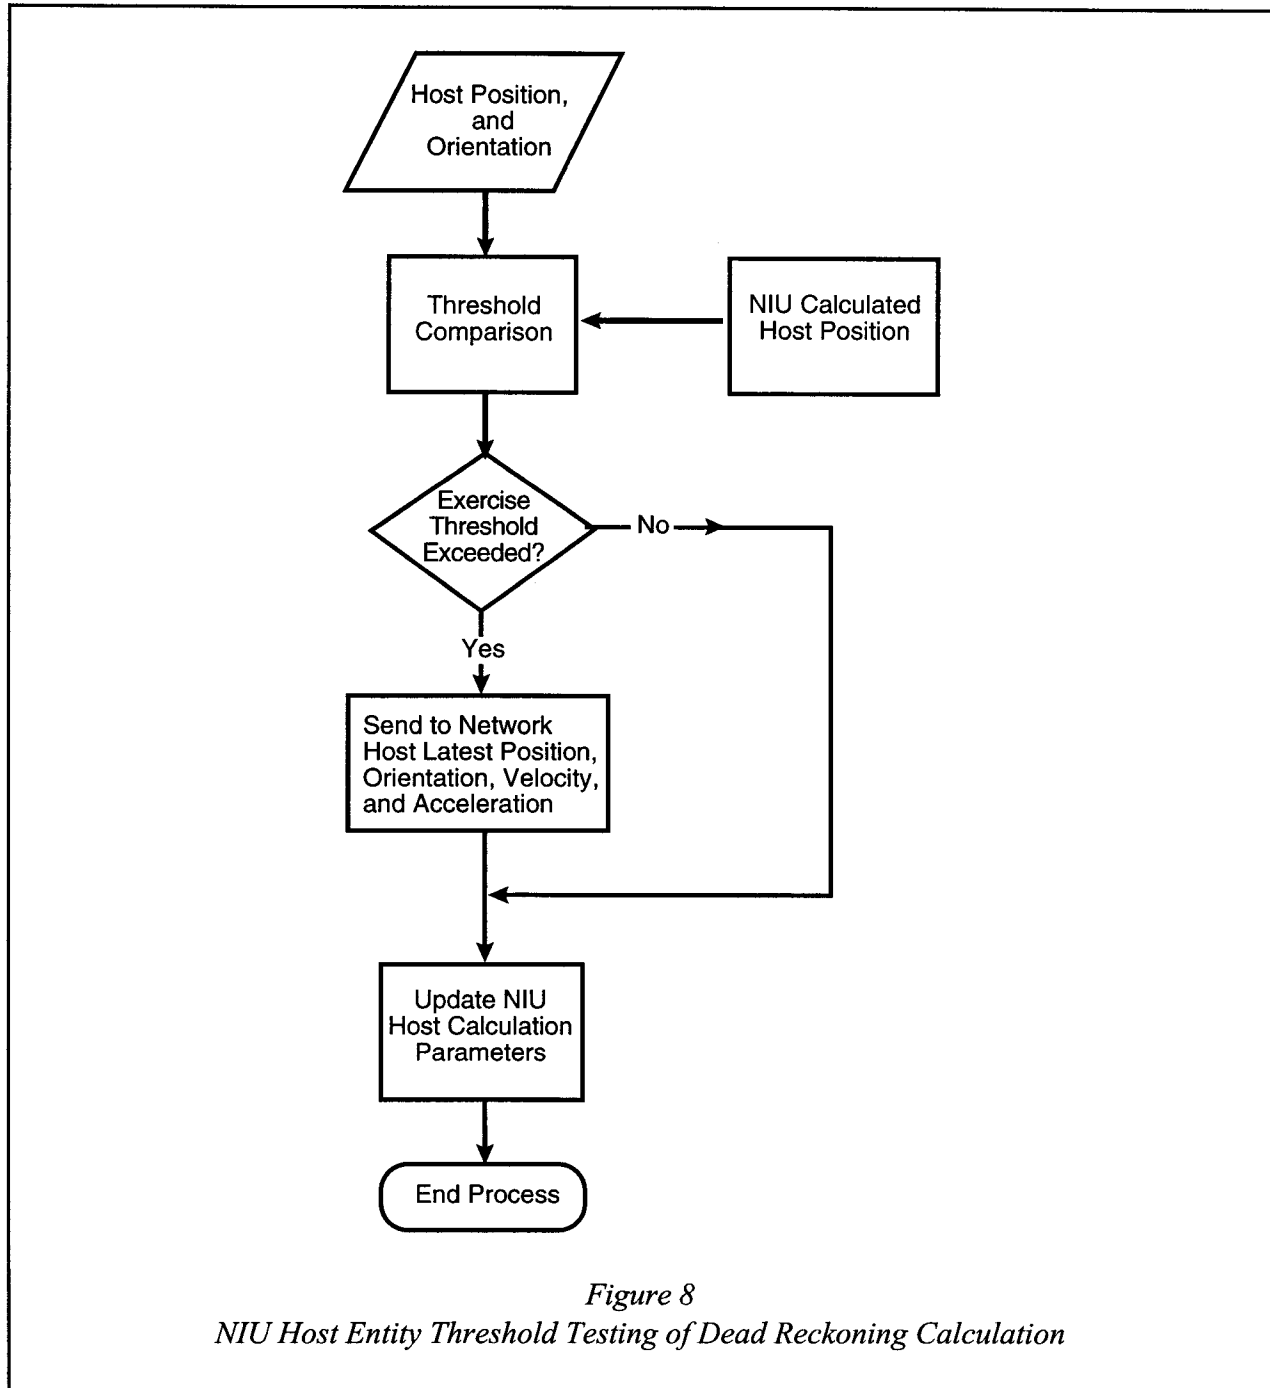 Host Position,
and
Orientation
Threshold
Comparison
NIU Calculated
Host Position
Exercise
Threshold
Exceeded?
No
Yes
Send to Network
Host Latest Position,
Orientation, Velocity,
and Acceleration
Update NIU
Host Calculation
Parameters
End Process
Figure 8
NIU Host Entity Threshold Testing of Dead Reckoning Calculation